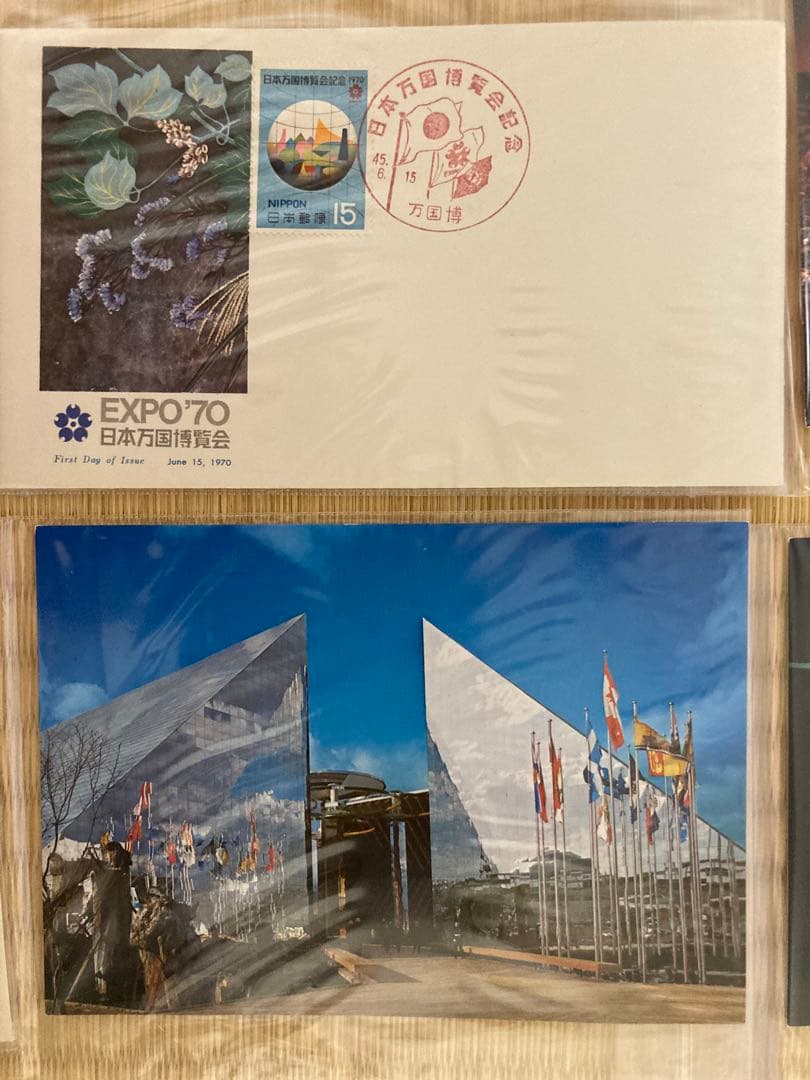 日本万国博覧会記念 1970
NIPPON
日本郵便 15
日本万国博覧会記念
45.
6. 15
万国博
EXPO'70
日本万国博覧会
First Day of Issue June 15, 1970